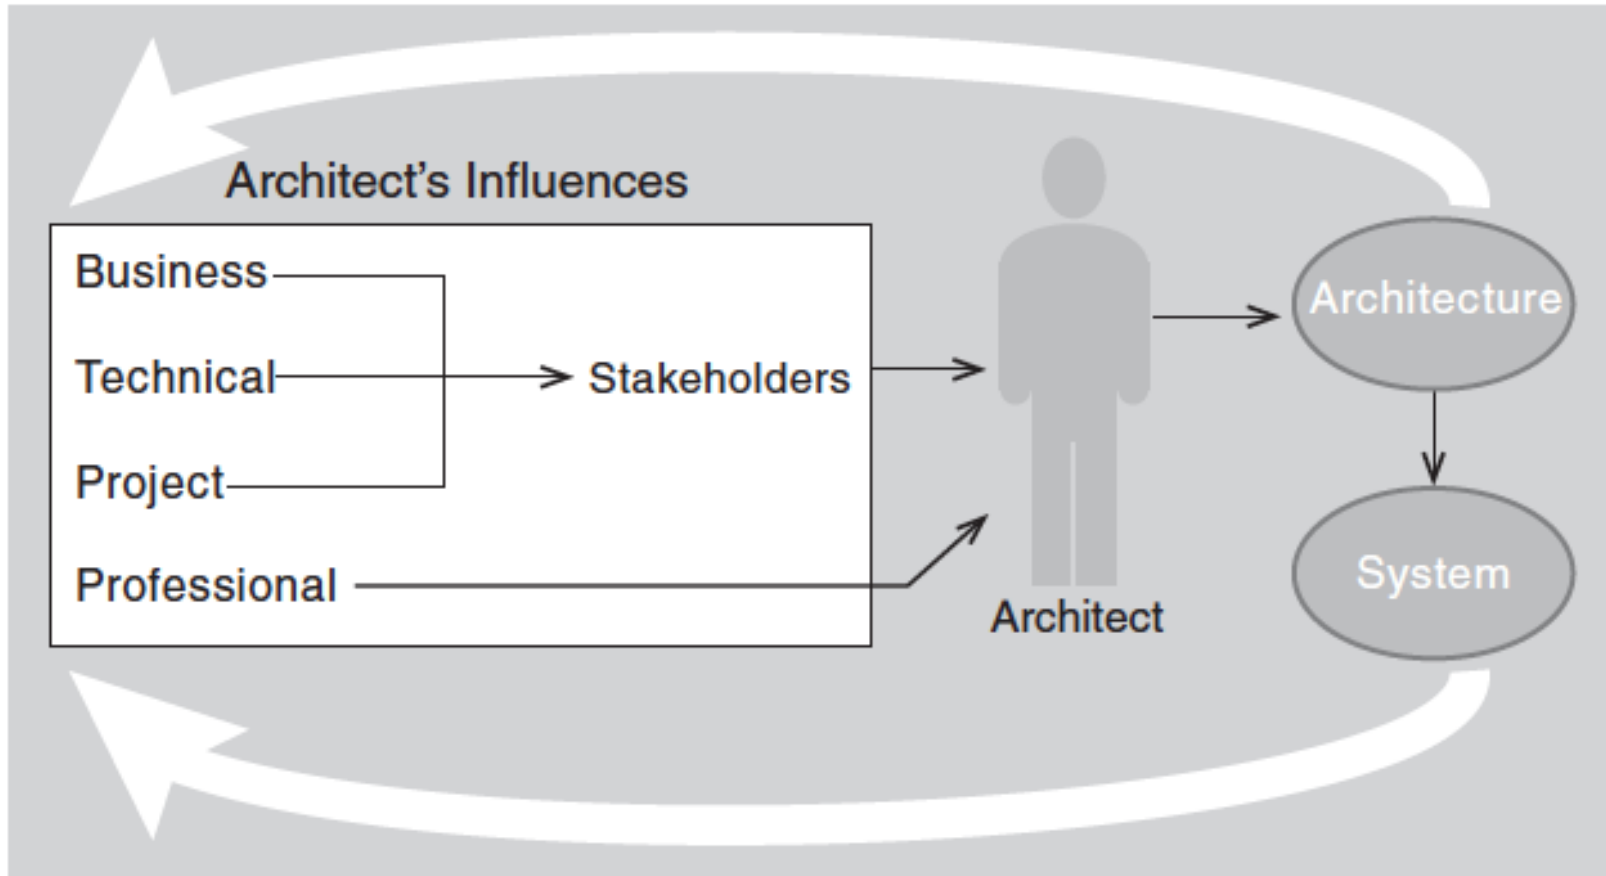 Architect's Influences
Business
Technical
Project
Professional
Stakeholders
Architect
Architecture
System